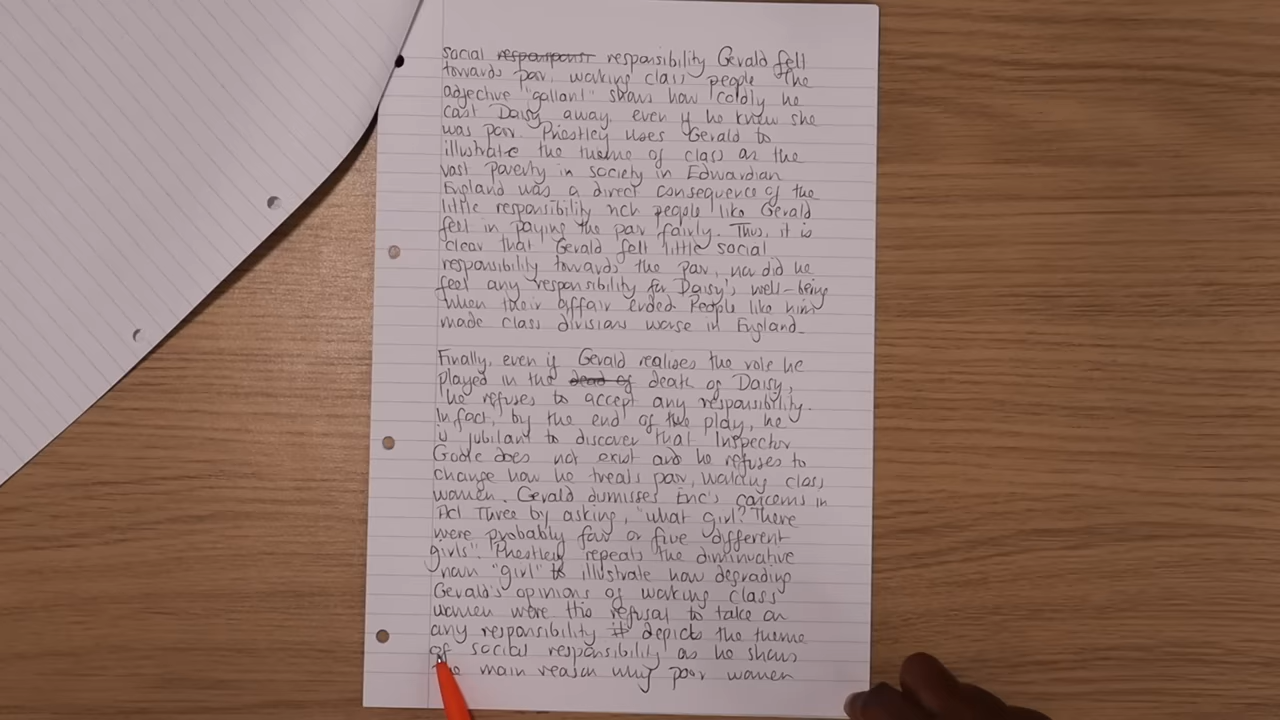 social responsponst responsibility Gerald felt
towards poor, working class people the
adjective "gallant" shows how coldly he
cast Daisy away, even if he knew she
was poor. Priestley uses Gerald to
illustrate the theme of class as the
vast poverty in society in Edwardian
England was a direct consequence of the
little responsibility rich people like Gerald
feel in paying the poor fairly. Thus, it is
clear that Gerald felt little social
responsibility towards the poor, nor did he
feel any responsibility for Daisy's well-being
when their affair ended People like him
made class divisions worse in England.
Finally, even if Gerald realises the role he
played in the dead of death of Daisy,
he refuses to accept any responsibility.
In fact, by the end of the play, he
is jubilant to discover that Inspector
Goole does not exist and he refuses to
change how he treats poor, working class
women. Gerald dismisses Eric's concerns in
Act Three by asking, "what girl? There
were probably four or five different
girls". Priestley repeals the diminuative
noun "girl" to illustrate how degrading
Gerald's opinions of working class
women were this refusal to take on
any responsibility it depicts the theme
of social responsibility as he shows
the main reason why poor women